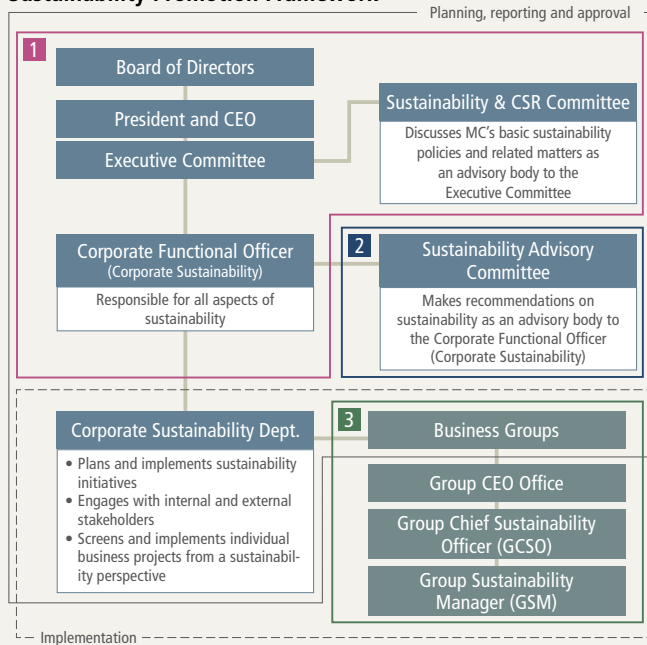 Sustainability Promotion Framework
Planning, reporting and approval
1
Board of Directors
President and CEO
Executive Committee
Sustainability & CSR Committee
Discusses MC's basic sustainability
policies and related matters as
an advisory body to the
Executive Committee
Corporate Functional Officer
(Corporate Sustainability)
Responsible for all aspects of
sustainability
2
Sustainability Advisory
Committee
Makes recommendations on
sustainability as an advisory body to
the Corporate Functional Officer
(Corporate Sustainability)
Corporate Sustainability Dept.
• Plans and implements sustainability
initiatives
• Engages with internal and external
stakeholders
• Screens and implements individual
business projects from a sustainabil-
ity perspective
3
Business Groups
Group CEO Office
Group Chief Sustainability
Officer (GCSO)
Group Sustainability
Manager (GSM)
Implementation